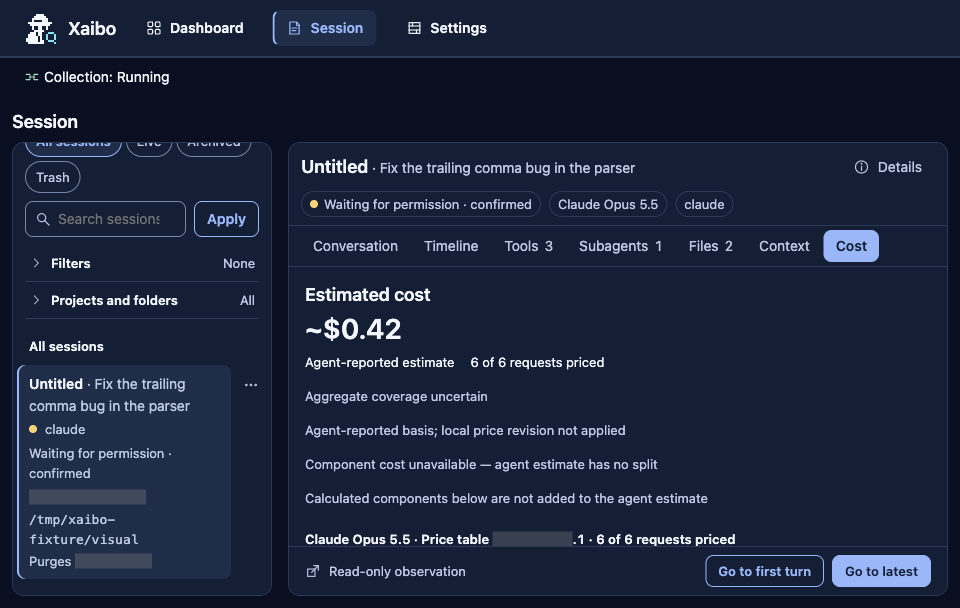 Xaibo
Dashboard
Session
Settings
Collection: Running
Session
All sessions
Live
Archived
Trash
Search sessions
Apply
Filters
None
Projects and folders
All
All sessions
Untitled · Fix the trailing
comma bug in the parser
claude
Waiting for permission ·
confirmed
/tmp/xaibo-
fixture/visual
Purges
Untitled · Fix the trailing comma bug in the parser
Details
Waiting for permission · confirmed
Claude Opus 5.5
claude
Conversation
Timeline
Tools 3
Subagents 1
Files 2
Context
Cost
Estimated cost
~$0.42
Agent-reported estimate 6 of 6 requests priced
Aggregate coverage uncertain
Agent-reported basis; local price revision not applied
Component cost unavailable — agent estimate has no split
Calculated components below are not added to the agent estimate
Claude Opus 5.5 · Price table .1 · 6 of 6 requests priced
Read-only observation
Go to first turn
Go to latest